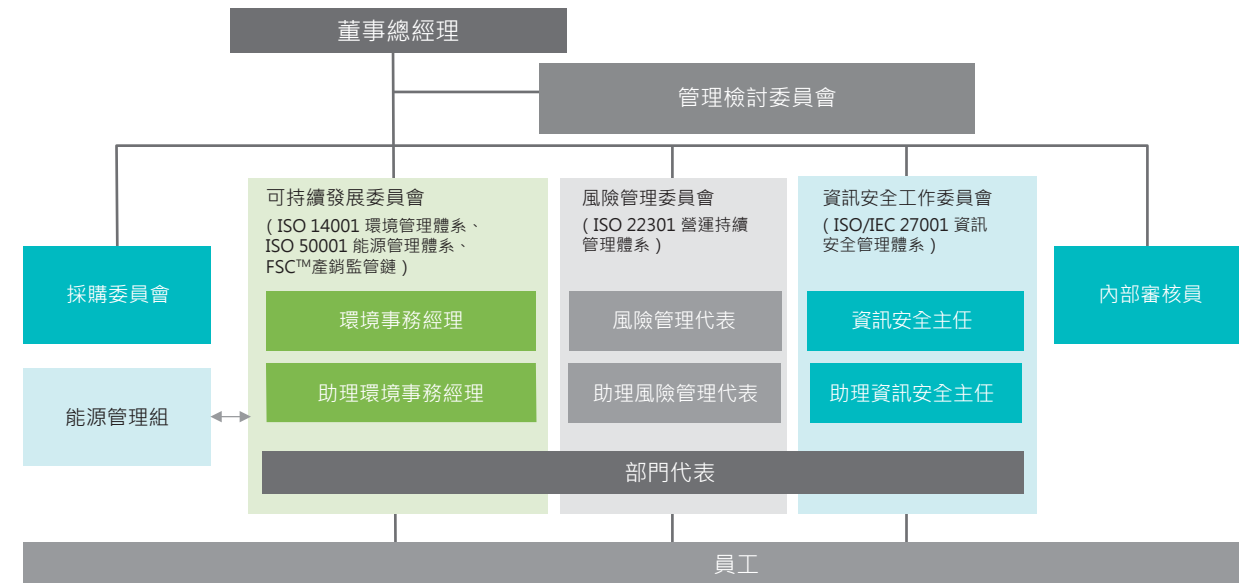 董事總經理
管理檢討委員會
可持續發展委員會
( ISO 14001 環境管理體系、
ISO 50001 能源管理體系、
FSC™產銷監管鏈 )
風險管理委員會
( ISO 22301 營運持續
管理體系 )
資訊安全工作委員會
( ISO/IEC 27001 資訊
安全管理體系 )
採購委員會
環境事務經理
風險管理代表
資訊安全主任
內部審核員
能源管理組
助理環境事務經理
助理風險管理代表
助理資訊安全主任
部門代表
員工